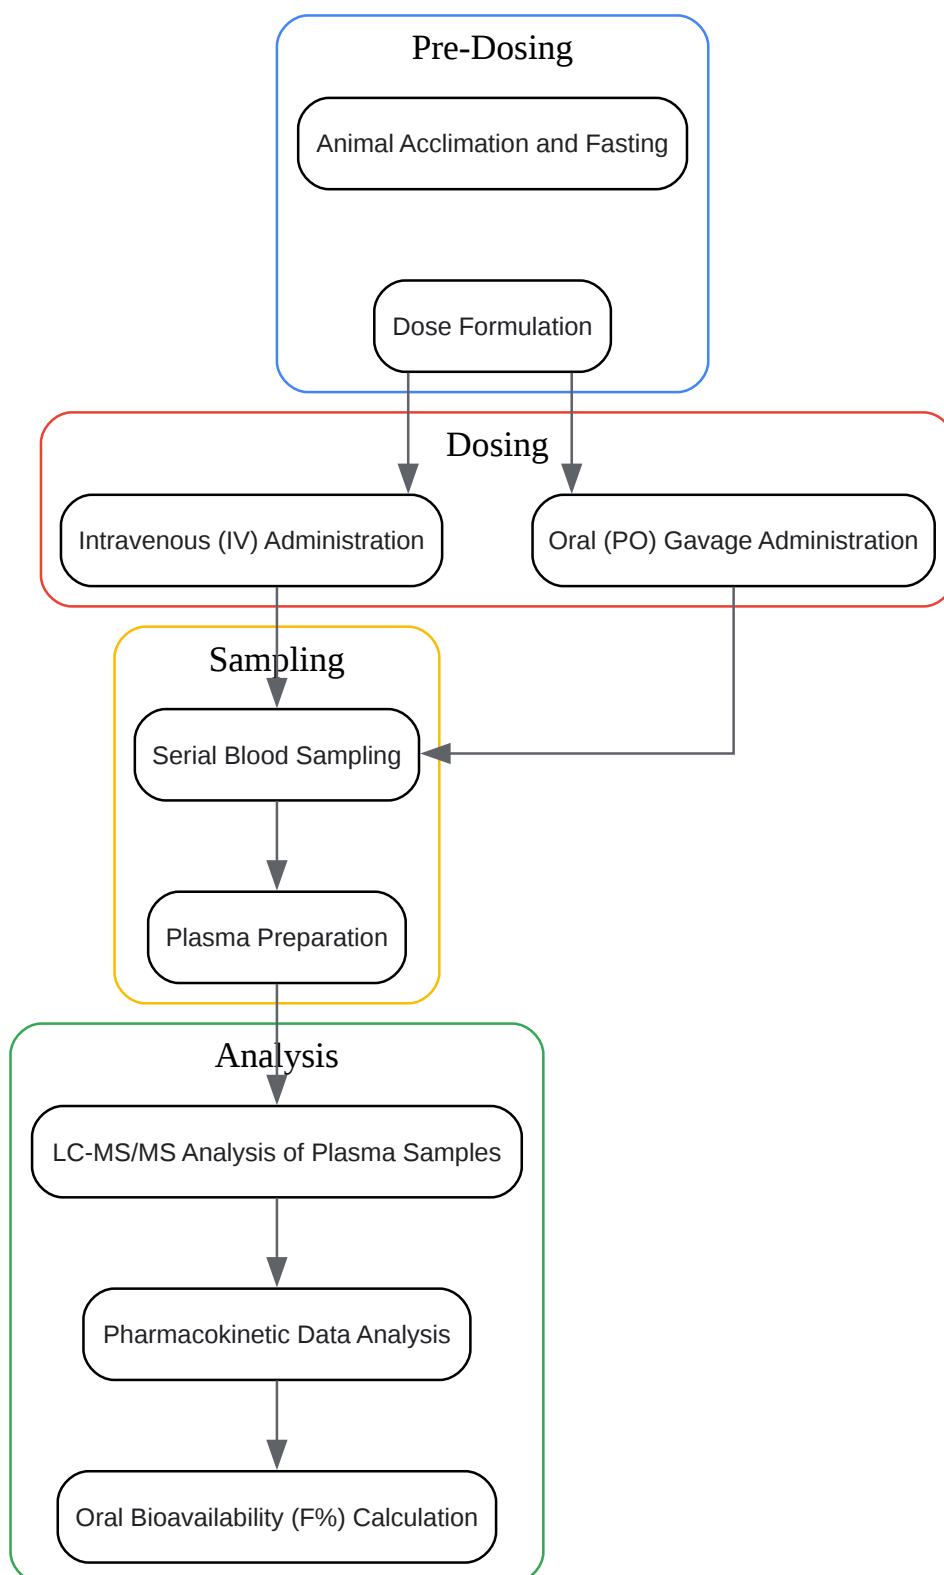 Pre-Dosing
Animal Acclimation and Fasting
Dose Formulation
Dosing
Intravenous (IV) Administration
Oral (PO) Gavage Administration
Sampling
Serial Blood Sampling
Plasma Preparation
Analysis
LC-MS/MS Analysis of Plasma Samples
Pharmacokinetic Data Analysis
Oral Bioavailability (F%) Calculation